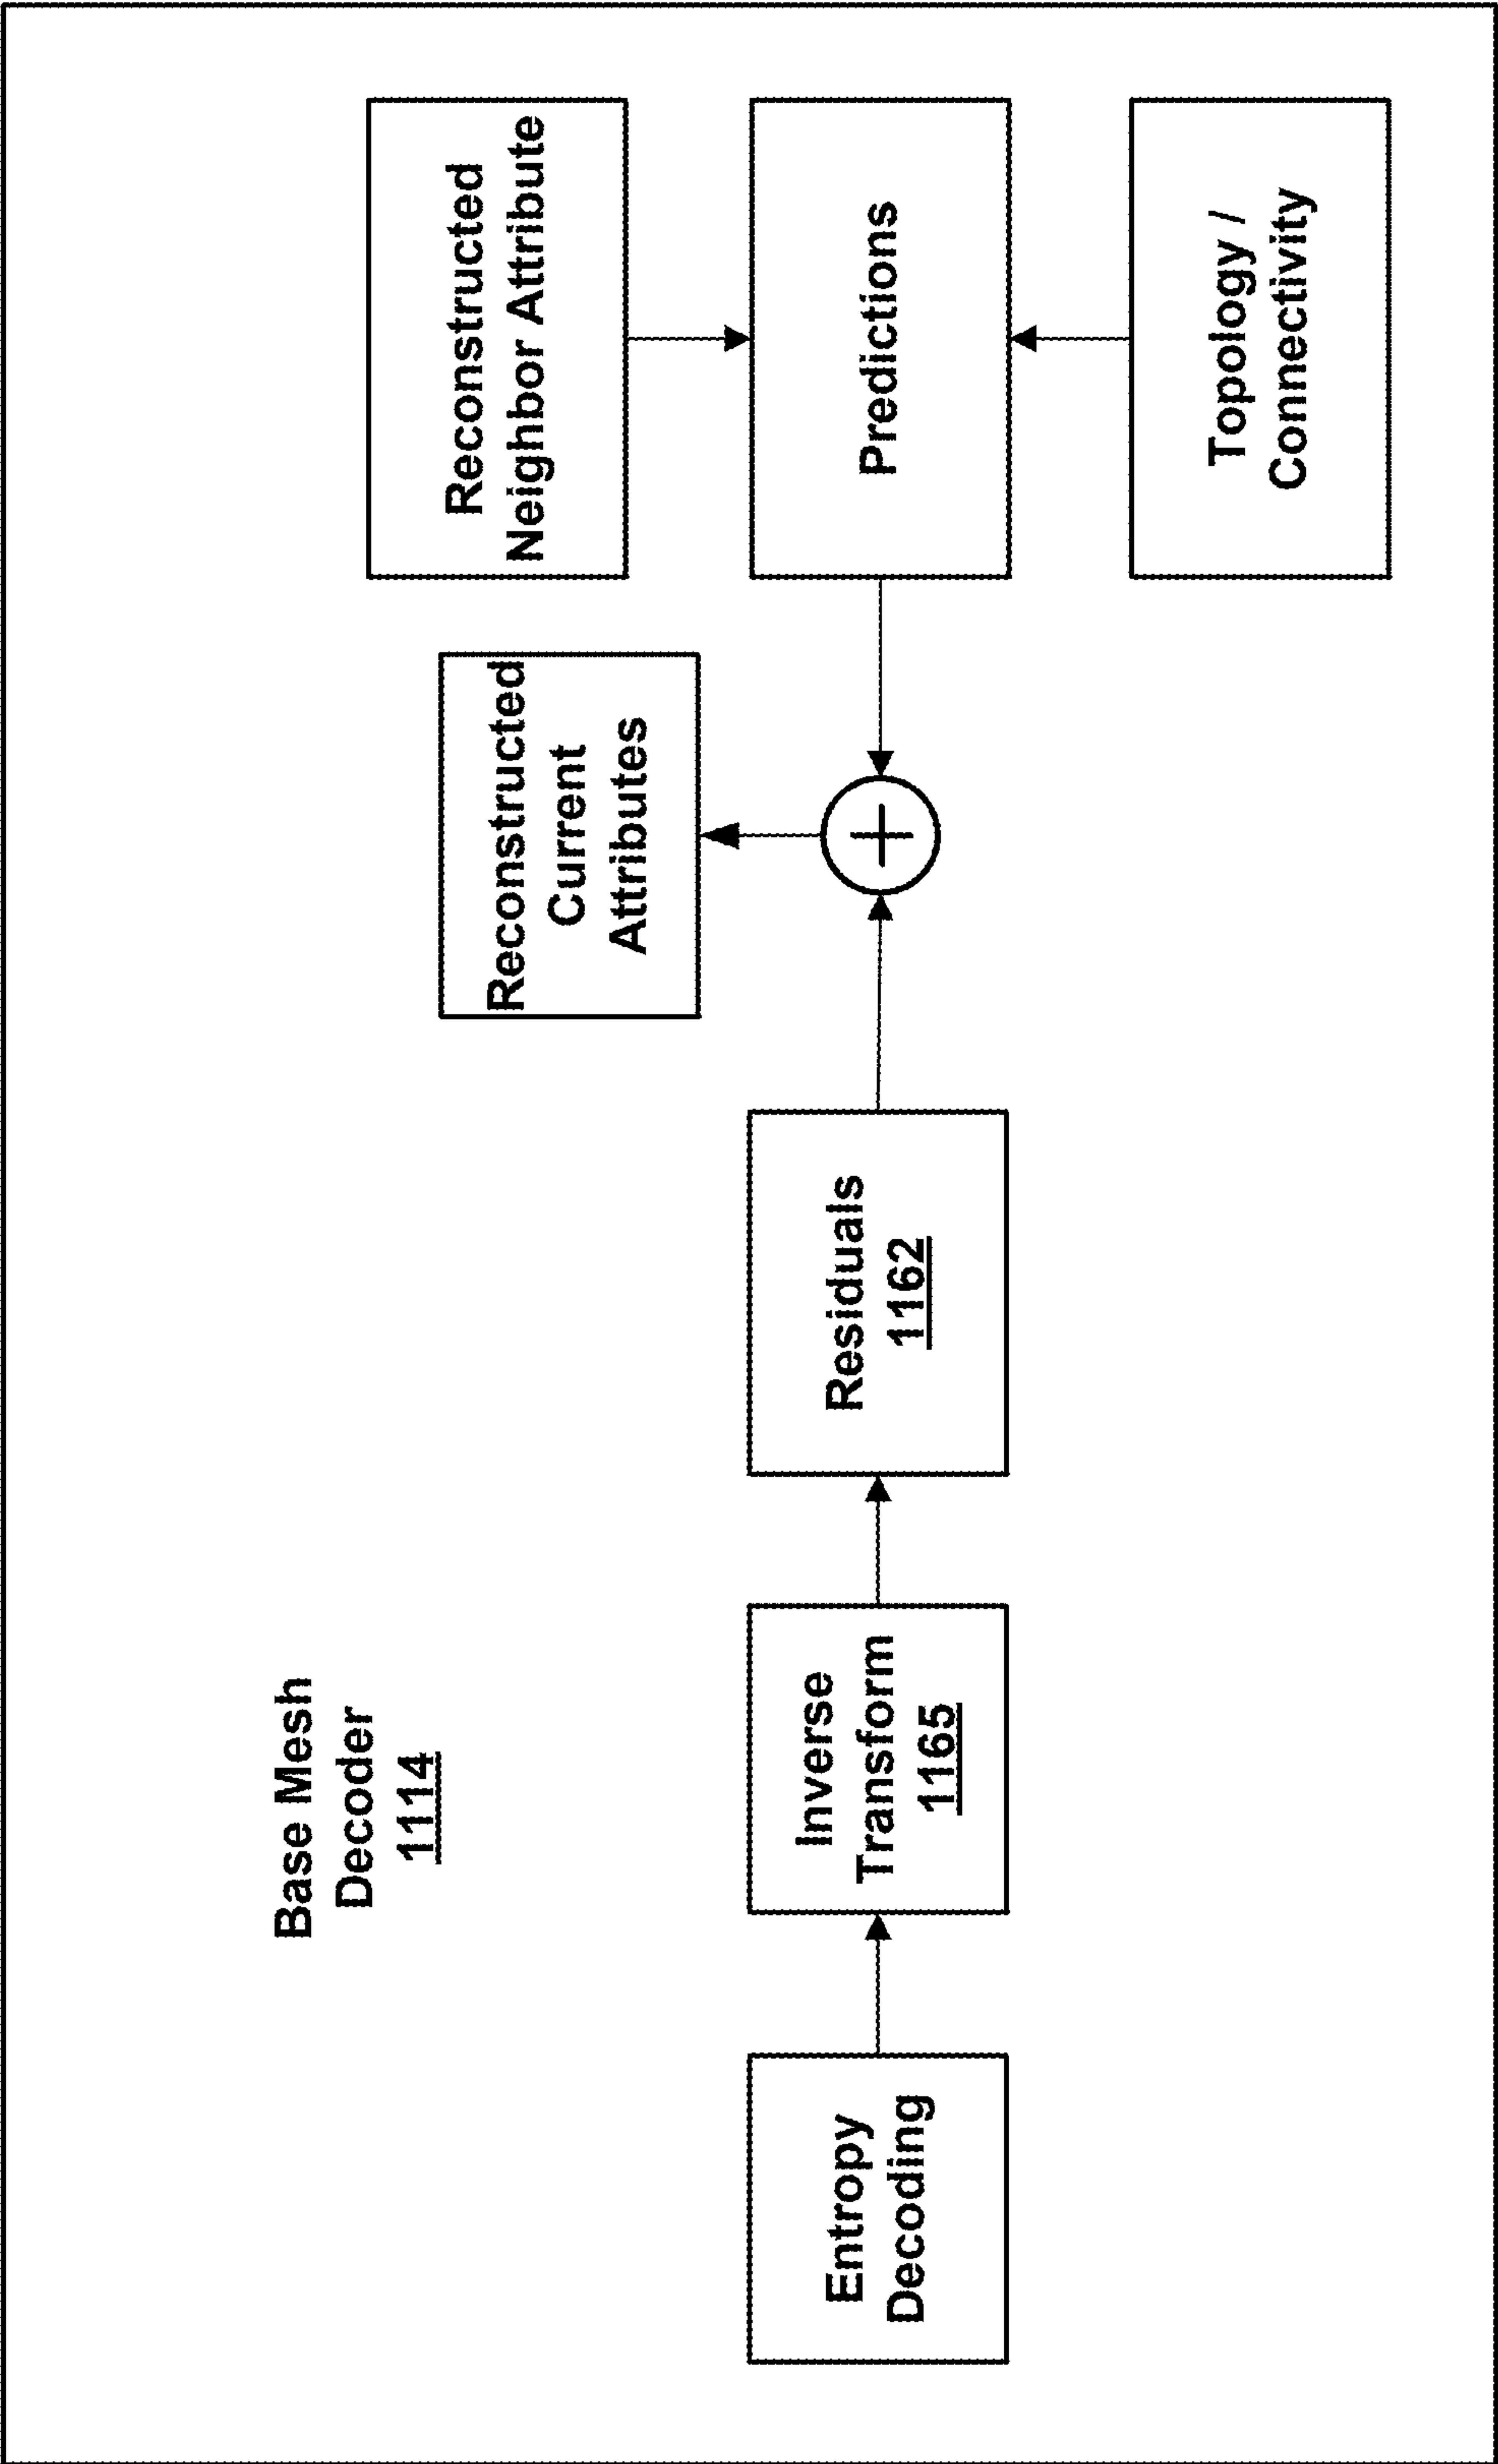 Base Mesh
Decoder
1114
Entropy
Decoding
Inverse
Transform
1165
Residuals
1162
Reconstructed
Current
Attributes
Reconstructed
Neighbor Attribute
Predictions
Topology /
Connectivity